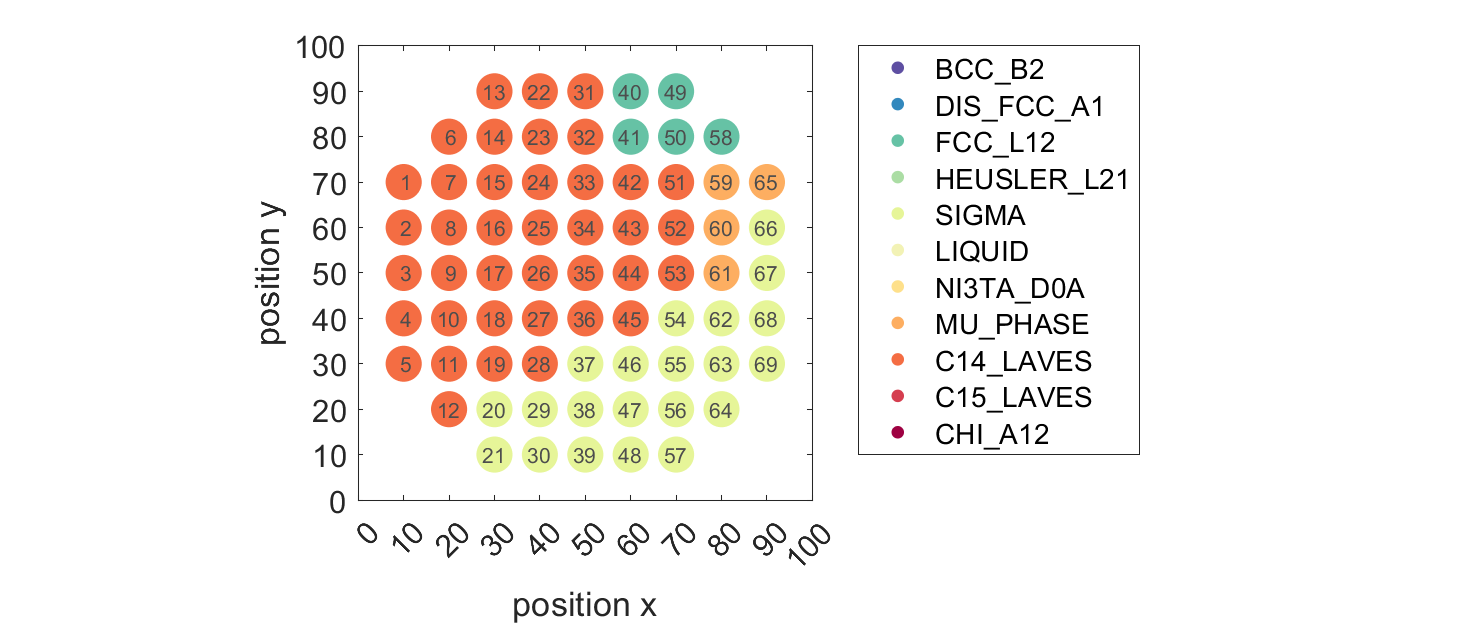 100
90 13 22 31 40 49
80 6 14 23 32 41 50 58
70 1 7 15 24 33 42 51 59 65
60 2 8 16 25 34 43 52 60 66
50 3 9 17 26 35 44 53 61 67
40 4 10 18 27 36 45 54 62 68
30 5 11 19 28 37 46 55 63 69
20 12 20 29 38 47 56 64
10 21 30 39 48 57
0
position y
0 10 20 30 40 50 60 70 80 90 100
position x
BCC_B2
DIS_FCC_A1
FCC_L12
HEUSLER_L21
SIGMA
LIQUID
NI3TA_D0A
MU_PHASE
C14_LAVES
C15_LAVES
CHI_A12